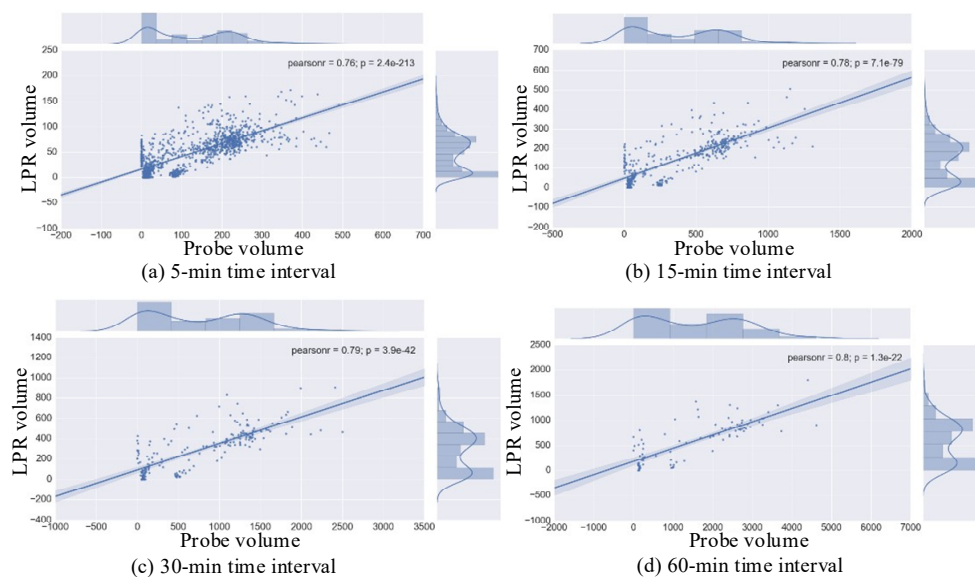 250
200
150
100
50
0
−50
−100
LPR volume
pearsonr = 0.76; p = 2.4e-213
−200 −100 0 100 200 300 400 500 600 700
Probe volume
(a) 5-min time interval
700
600
500
400
300
200
100
0
−100
−200
LPR volume
pearsonr = 0.78; p = 7.1e-79
−500 0 500 1000 1500 2000
Probe volume
(b) 15-min time interval
1400
1200
1000
800
600
400
200
0
−200
−400
LPR volume
pearsonr = 0.79; p = 3.9e-42
−1000 −500 0 500 1000 1500 2000 2500 3000 3500
Probe volume
(c) 30-min time interval
2500
2000
1500
1000
500
0
−500
−1000
LPR volume
pearsonr = 0.8; p = 1.3e-22
−2000 −1000 0 1000 2000 3000 4000 5000 6000 7000
Probe volume
(d) 60-min time interval